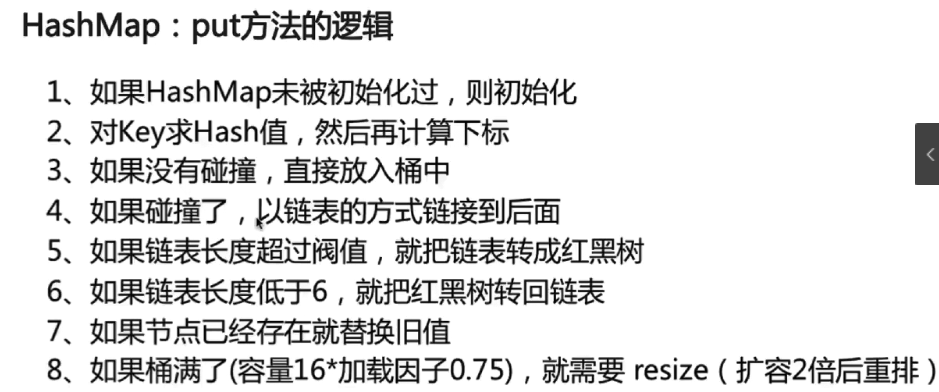 HashMap：put方法的逻辑
1、如果HashMap未被初始化过，则初始化
2、对Key求Hash值，然后再计算下标
3、如果没有碰撞，直接放入桶中
4、如果碰撞了，以链表的方式链接到后面
5、如果链表长度超过阀值，就把链表转成红黑树
6、如果链表长度低于6，就把红黑树转回链表
7、如果节点已经存在就替换旧值
8、如果桶满了(容量16*加载因子0.75)，就需要 resize（扩容2倍后重排）